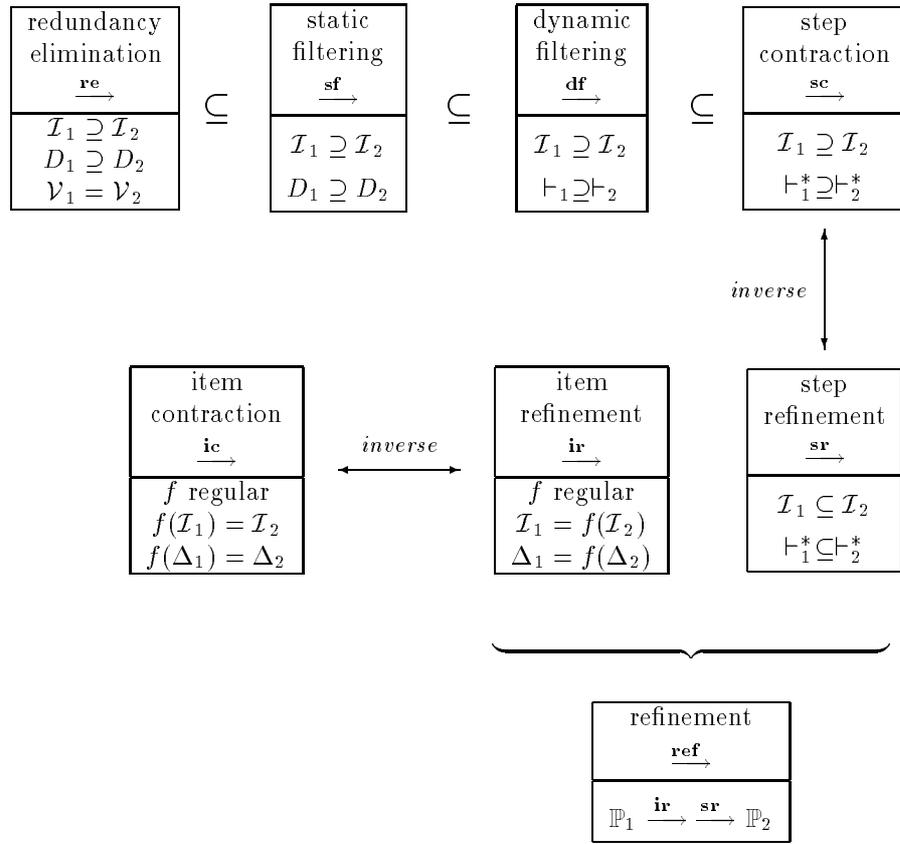 redundancy
elimination
re
⟶
ℐ₁ ⊇ ℐ₂
D₁ ⊇ D₂
𝒱₁ = 𝒱₂
⊆
static
filtering
sf
⟶
ℐ₁ ⊇ ℐ₂
D₁ ⊇ D₂
⊆
dynamic
filtering
df
⟶
ℐ₁ ⊇ ℐ₂
⊢₁⊇⊢₂
⊆
step
contraction
sc
⟶
ℐ₁ ⊇ ℐ₂
⊢₁*⊇⊢₂*
inverse
item
contraction
ic
⟶
f regular
f(ℐ₁) = ℐ₂
f(Δ₁) = Δ₂
inverse
item
refinement
ir
⟶
f regular
ℐ₁ = f(ℐ₂)
Δ₁ = f(Δ₂)
step
refinement
sr
⟶
ℐ₁ ⊆ ℐ₂
⊢₁*⊆⊢₂*
refinement
ref
⟶
ℙ₁ ir⟶ sr⟶ ℙ₂